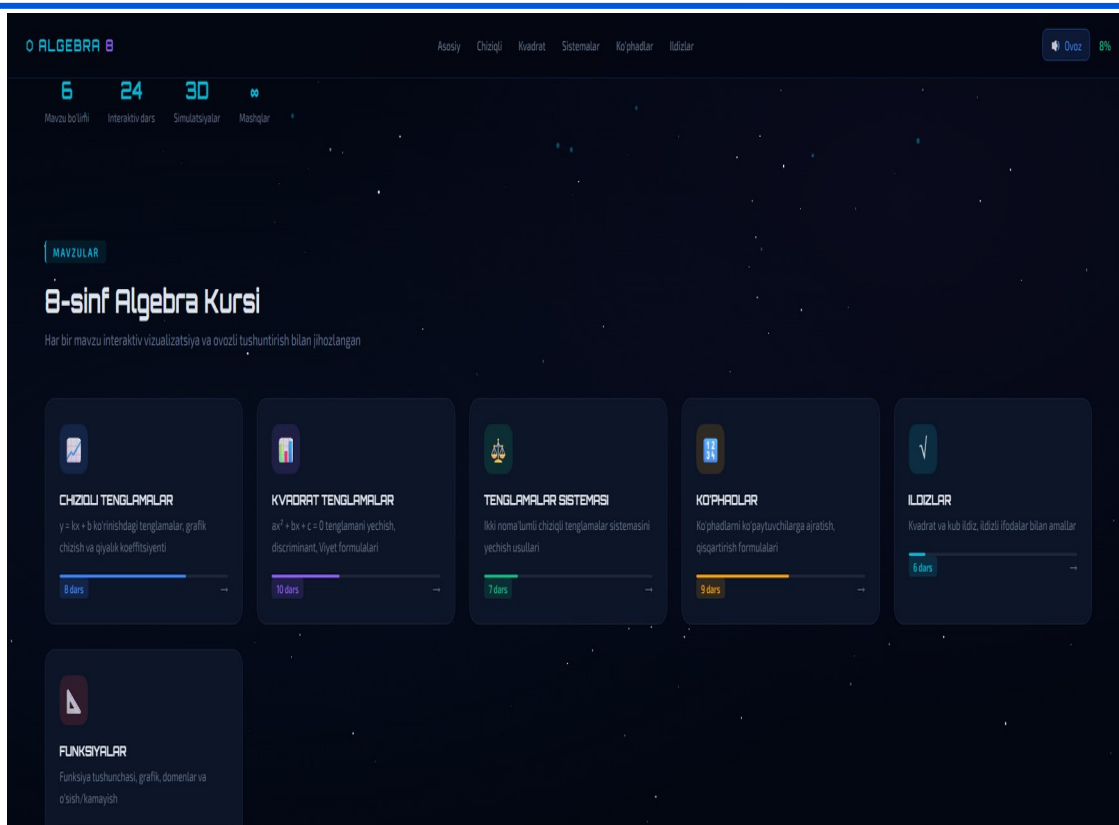 ALGEBRA 8
Asosiy Chiziqli Kvadrat Sistemalar Ko'phadlar Ildizlar
Ovoz 8%
6 24 3D ∞
Mavzu bo'limi Interaktiv dars Simulatsiyalar Mashqlar
MAVZULAR
8-sinf Algebra Kursi
Har bir mavzu interaktiv vizualizatsiya va ovozli tushuntirish bilan jihozlangan
CHIZIQLI TENGLAMALAR
y = kx + b ko'rinishdagi tenglamalar, grafik
chizish va qiyalik koeffitsiyenti
8 dars →
KVADRAT TENGLAMALAR
ax² + bx + c = 0 tenglamani yechish,
discriminant, Viyet formulalari
10 dars →
TENGLAMALAR SISTEMASI
Ikki noma'lumli chiziqli tenglamalar sistemasini
yechish usullari
7 dars →
1 2
3 4
KO'PHADLAR
Ko'phadlarni ko'paytuvchilarga ajratish,
qisqartirish formulalari
9 dars →
√
ILDIZLAR
Kvadrat va kub ildiz, ildizli ifodalar bilan amallar
6 dars →
FUNKSIYALAR
Funksiya tushunchasi, grafik, domenlar va
o'sish/kamayish